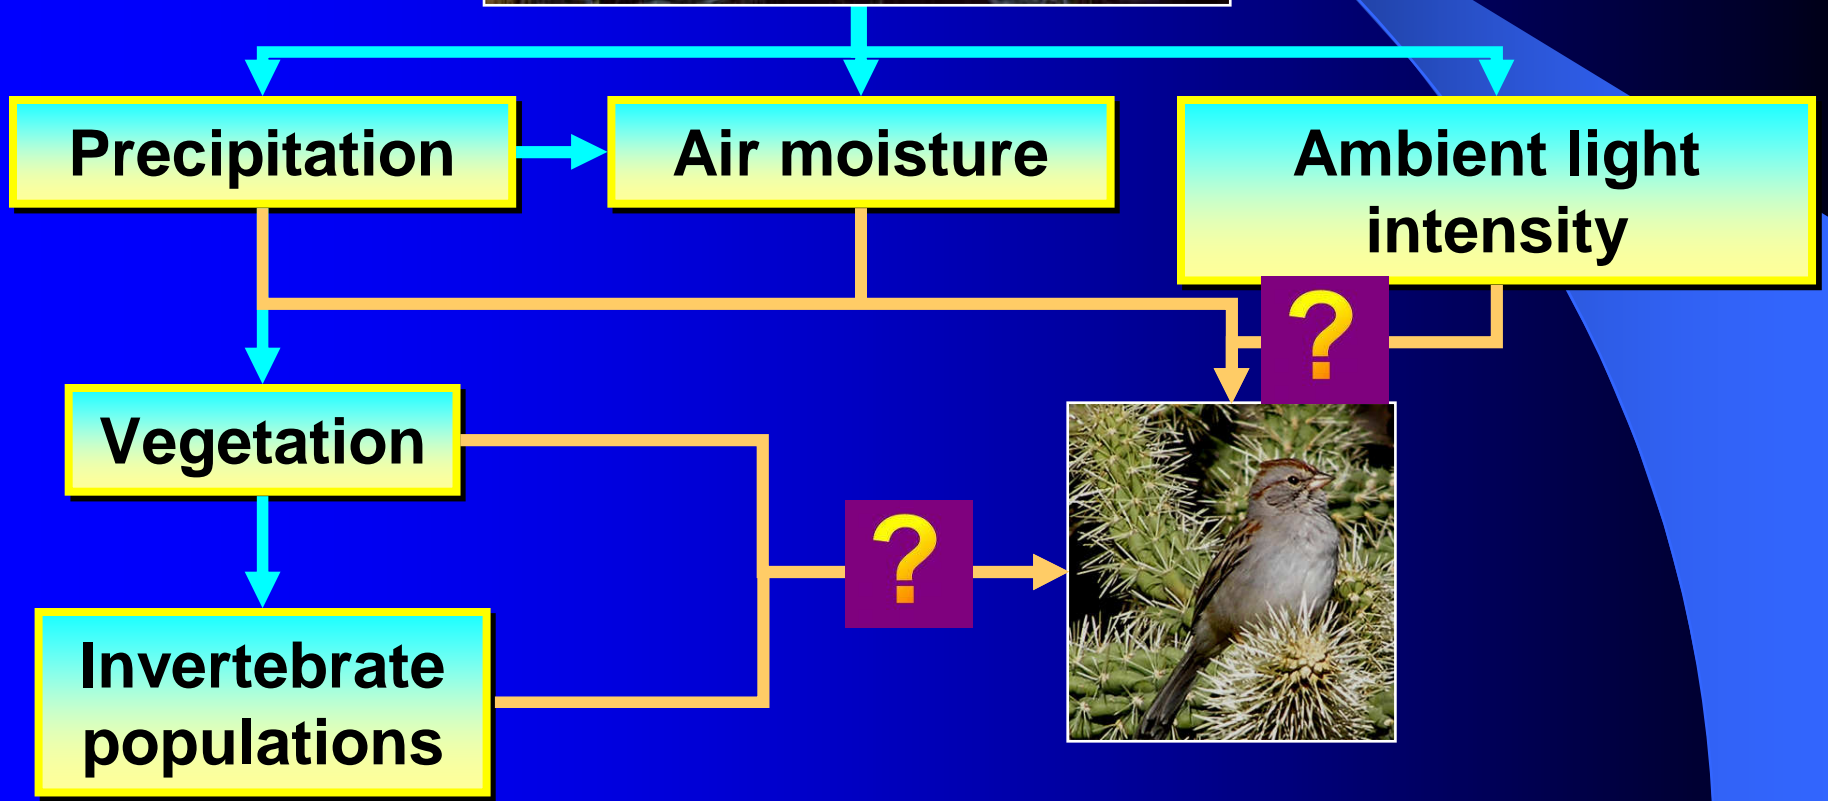 Precipitation
Air moisture
Ambient light
intensity
?
Vegetation
?
Invertebrate
populations